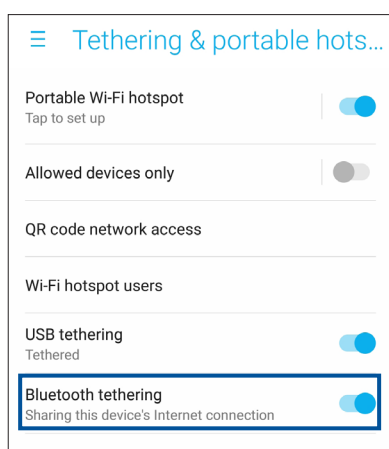 Tethering & portable hots...
Portable Wi-Fi hotspot
Tap to set up
Allowed devices only
QR code network access
Wi-Fi hotspot users
USB tethering
Tethered
Bluetooth tethering
Sharing this device's Internet connection